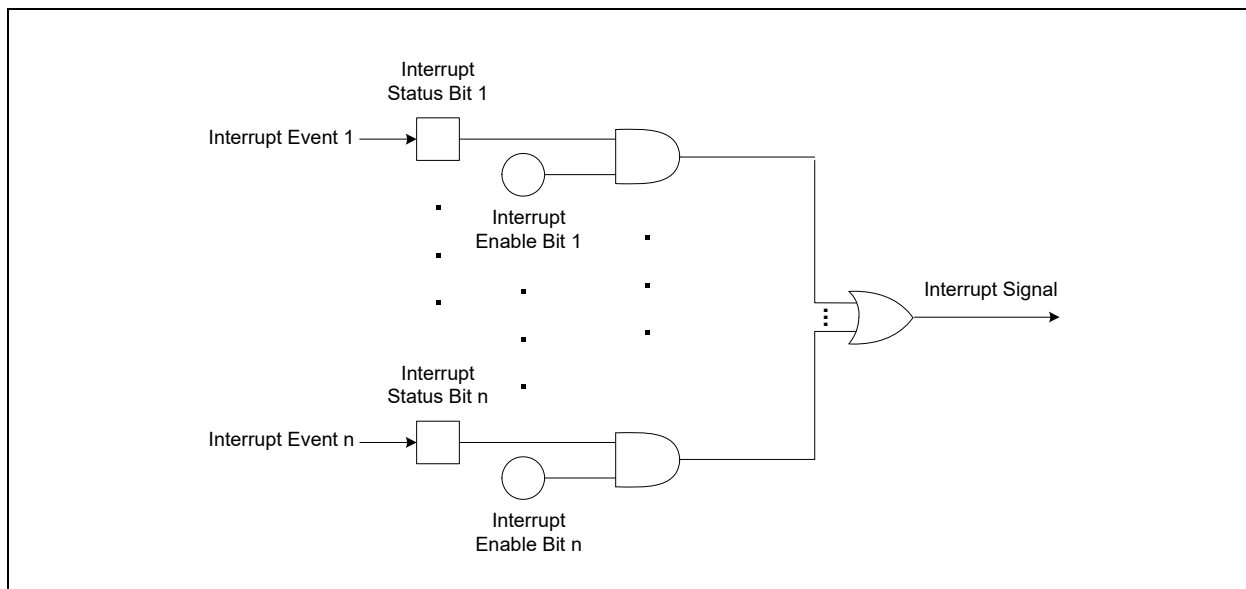 Interrupt
Status Bit 1
Interrupt Event 1
Interrupt
Enable Bit 1
Interrupt Signal
Interrupt
Status Bit n
Interrupt Event n
Interrupt
Enable Bit n